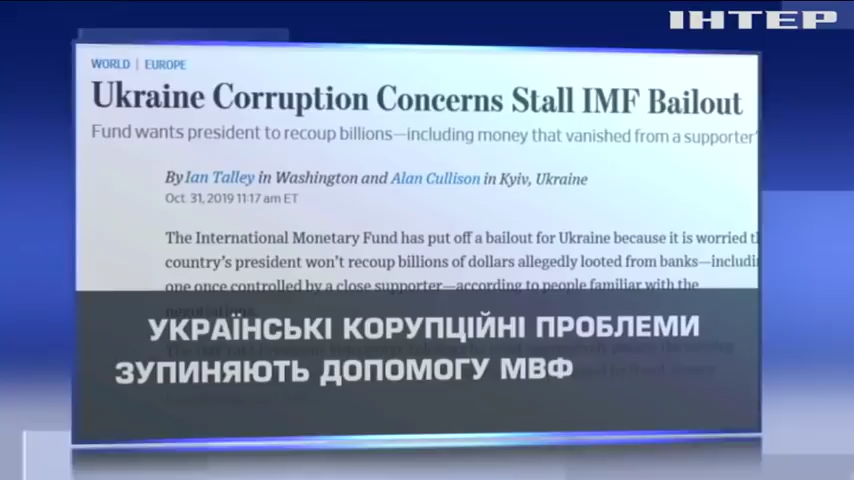 ІНТЕР
WORLD | EUROPE
Ukraine Corruption Concerns Stall IMF Bailout
Fund wants president to recoup billions—including money that vanished from a supporter'
By Ian Talley in Washington and Alan Cullison in Kyiv, Ukraine
Oct. 31, 2019 11:17 am ET
The International Monetary Fund has put off a bailout for Ukraine because it is worried
country's president won't recoup billions of dollars allegedly looted from banks—includi
one once controlled by a close supporter—according to people familiar with the
УКРАЇНСЬКІ КОРУПЦІЙНІ ПРОБЛЕМИ
ЗУПИНЯЮТЬ ДОПОМОГУ МВФ